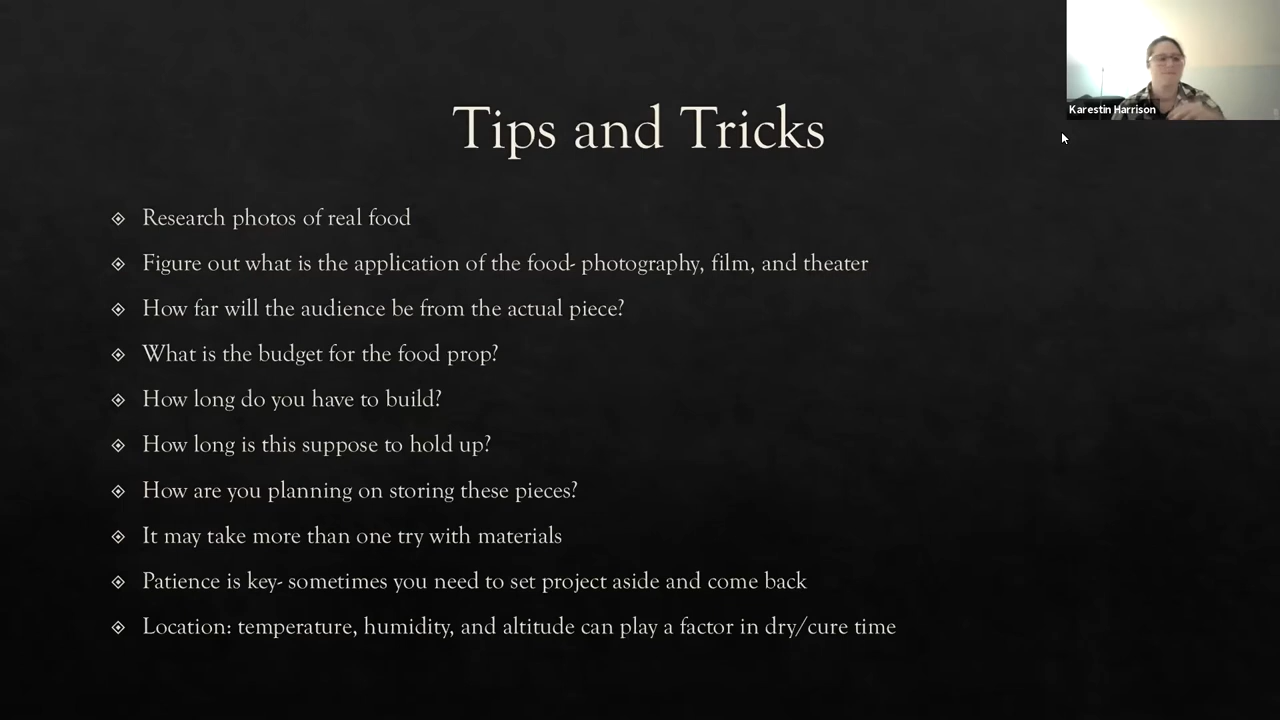 Karestin Harrison
Tips and Tricks
Research photos of real food
Figure out what is the application of the food- photography, film, and theater
How far will the audience be from the actual piece?
What is the budget for the food prop?
How long do you have to build?
How long is this suppose to hold up?
How are you planning on storing these pieces?
It may take more than one try with materials
Patience is key- sometimes you need to set project aside and come back
Location: temperature, humidity, and altitude can play a factor in dry/cure time